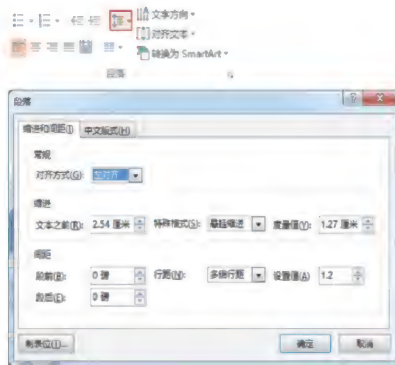 文字方向
对齐文本
转换为 SmartArt
段落
段落
缩进和间距(I) 中文版式(H)
常规
对齐方式(G): 左对齐
缩进
文本之前(R): 2.54 厘米 特殊格式(S): 悬挂缩进 度量值(Y): 1.27 厘米
间距
段前(B): 0 磅 行距(N): 多倍行距 设置值(A) 1.2
段后(E): 0 磅
制表位(T)... 确定 取消